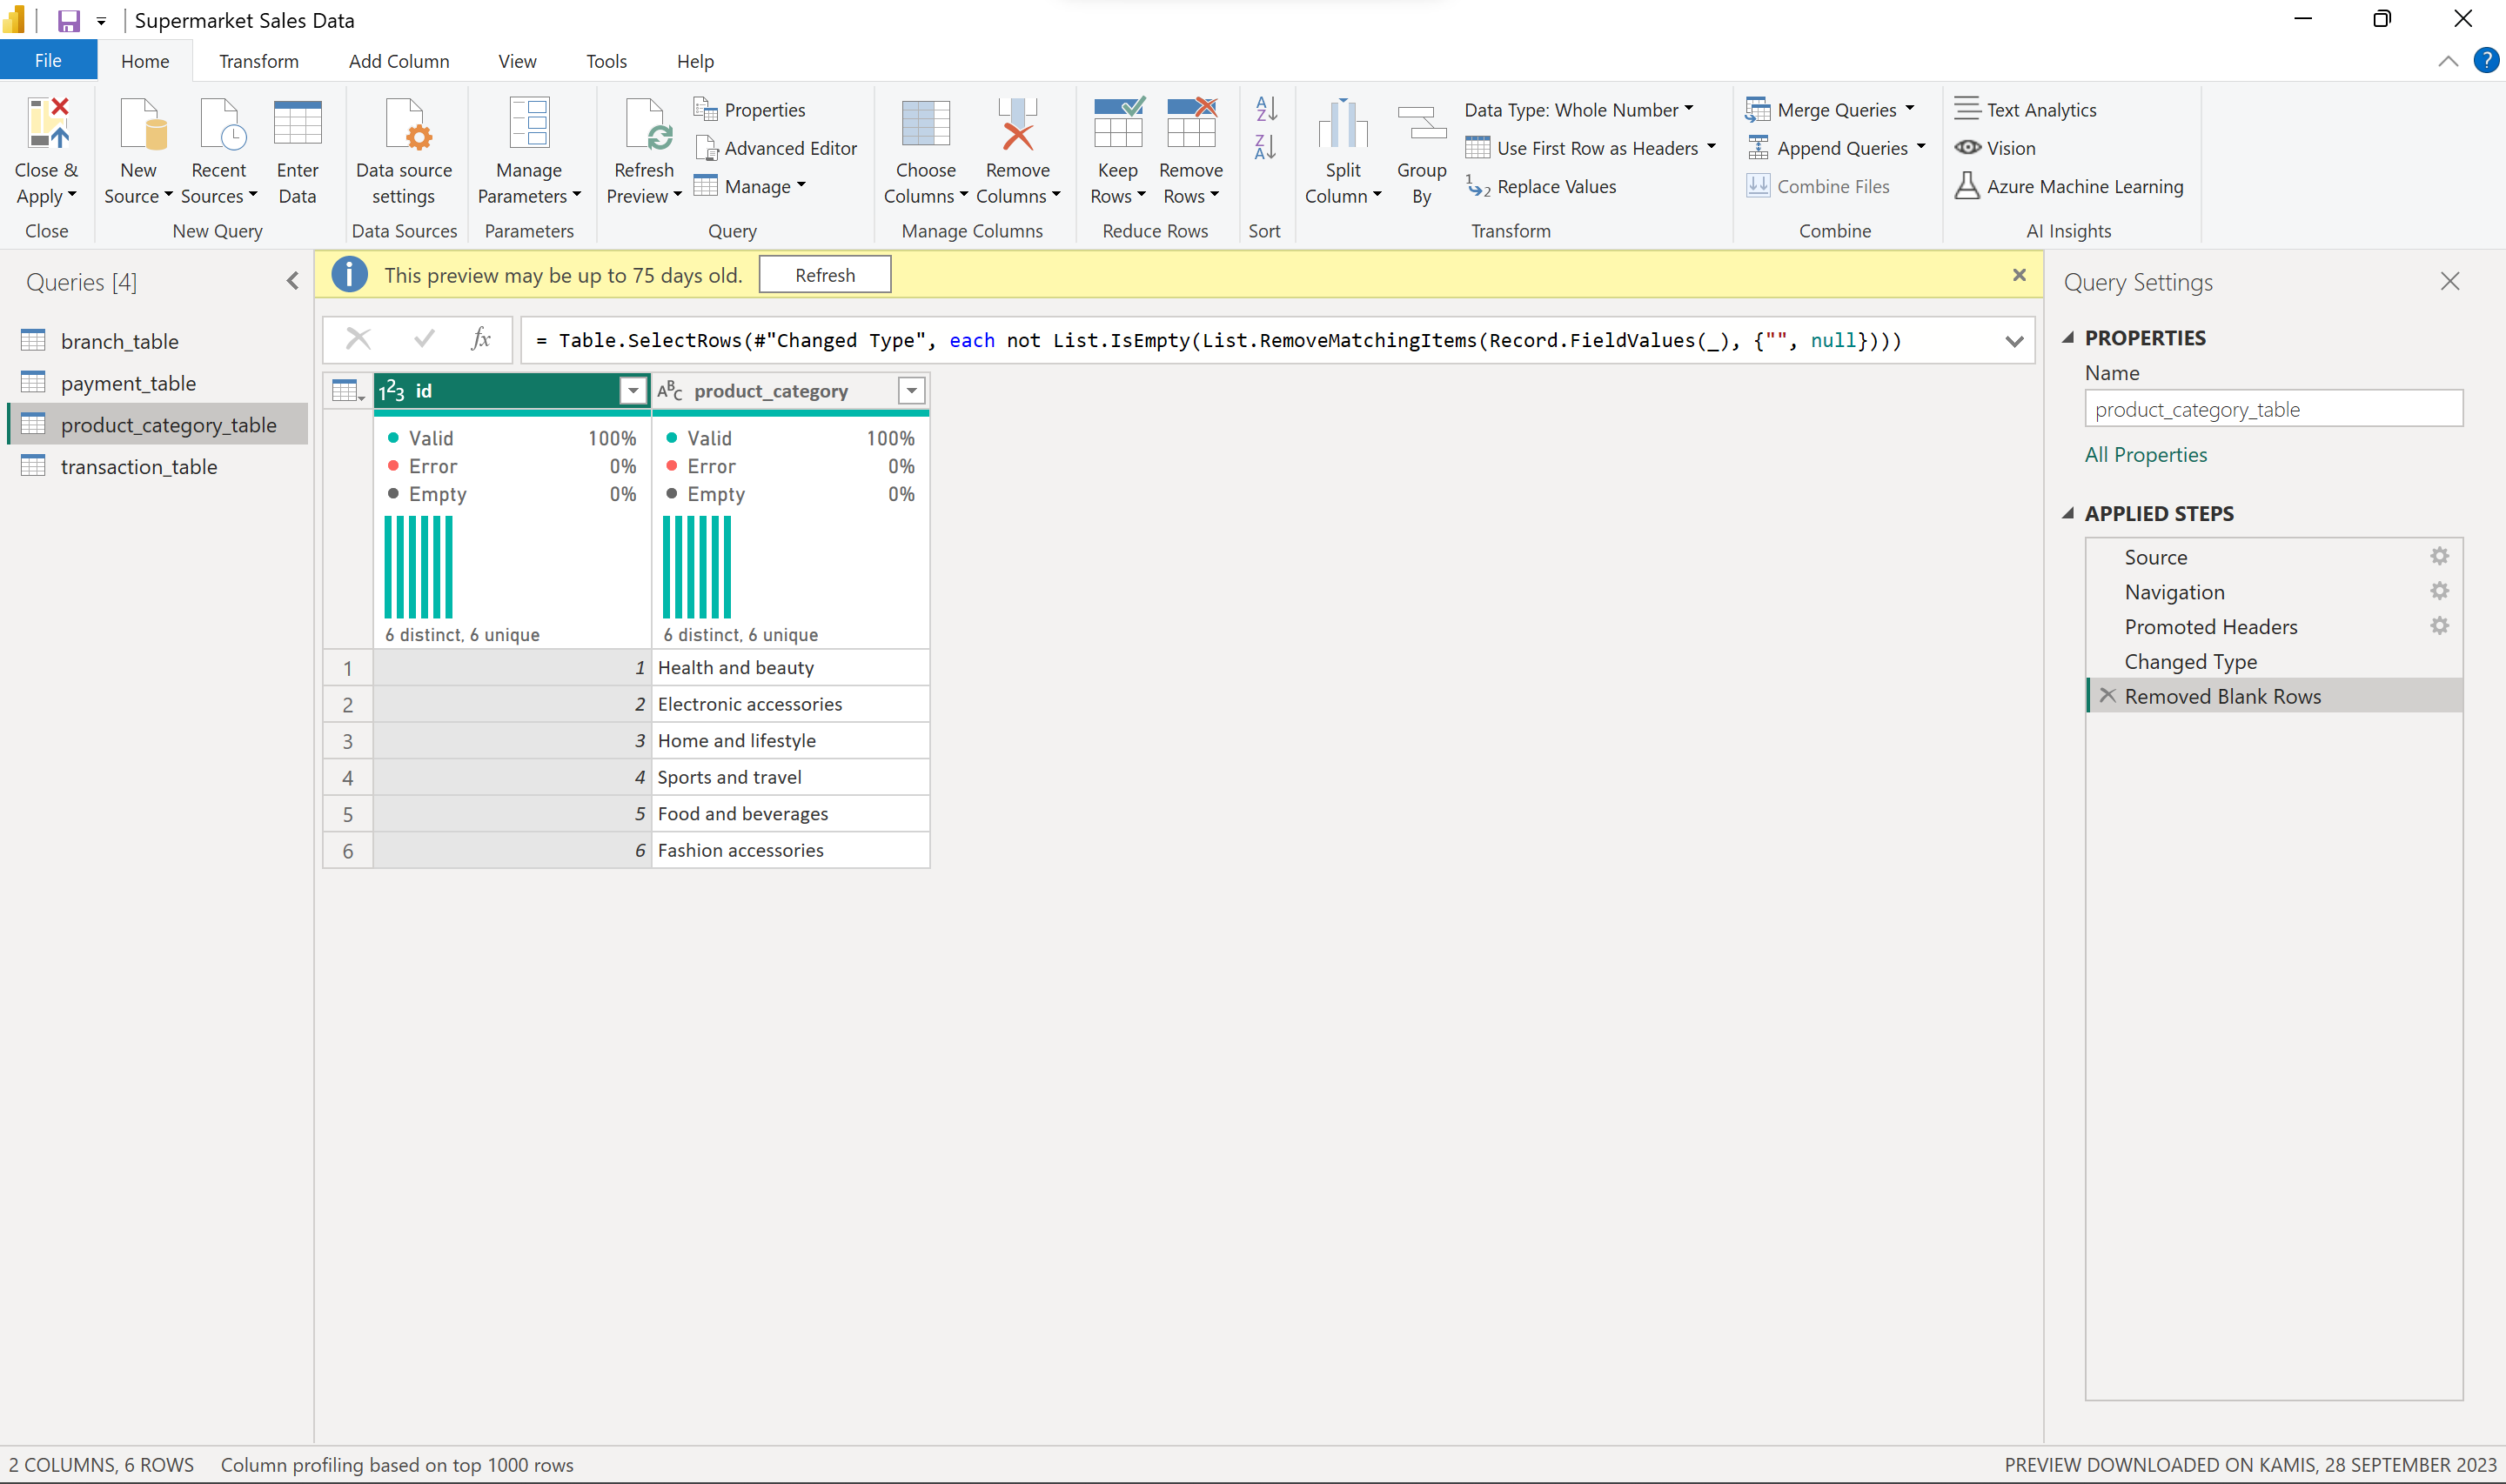 Supermarket Sales Data
File Home Transform Add Column View Tools Help
Close & Apply
Close
New Source
Recent Sources
Enter Data
New Query
Data source settings
Data Sources
Manage Parameters
Parameters
Refresh Preview
Properties
Advanced Editor
Manage
Query
Choose Columns
Remove Columns
Manage Columns
Keep Rows
Remove Rows
Reduce Rows
Sort
Split Column
Group By
Data Type: Whole Number
Use First Row as Headers
Replace Values
Transform
Merge Queries
Append Queries
Combine Files
Combine
Text Analytics
Vision
Azure Machine Learning
AI Insights
Queries [4]
branch_table
payment_table
product_category_table
transaction_table
This preview may be up to 75 days old. Refresh
fx = Table.SelectRows(#"Changed Type", each not List.IsEmpty(List.RemoveMatchingItems(Record.FieldValues(_), {"", null})))
123 id ABC product_category
Valid 100% Valid 100%
Error 0% Error 0%
Empty 0% Empty 0%
6 distinct, 6 unique 6 distinct, 6 unique
1 1 Health and beauty
2 2 Electronic accessories
3 3 Home and lifestyle
4 4 Sports and travel
5 5 Food and beverages
6 6 Fashion accessories
Query Settings
PROPERTIES
Name
product_category_table
All Properties
APPLIED STEPS
Source
Navigation
Promoted Headers
Changed Type
Removed Blank Rows
2 COLUMNS, 6 ROWS Column profiling based on top 1000 rows
PREVIEW DOWNLOADED ON KAMIS, 28 SEPTEMBER 2023